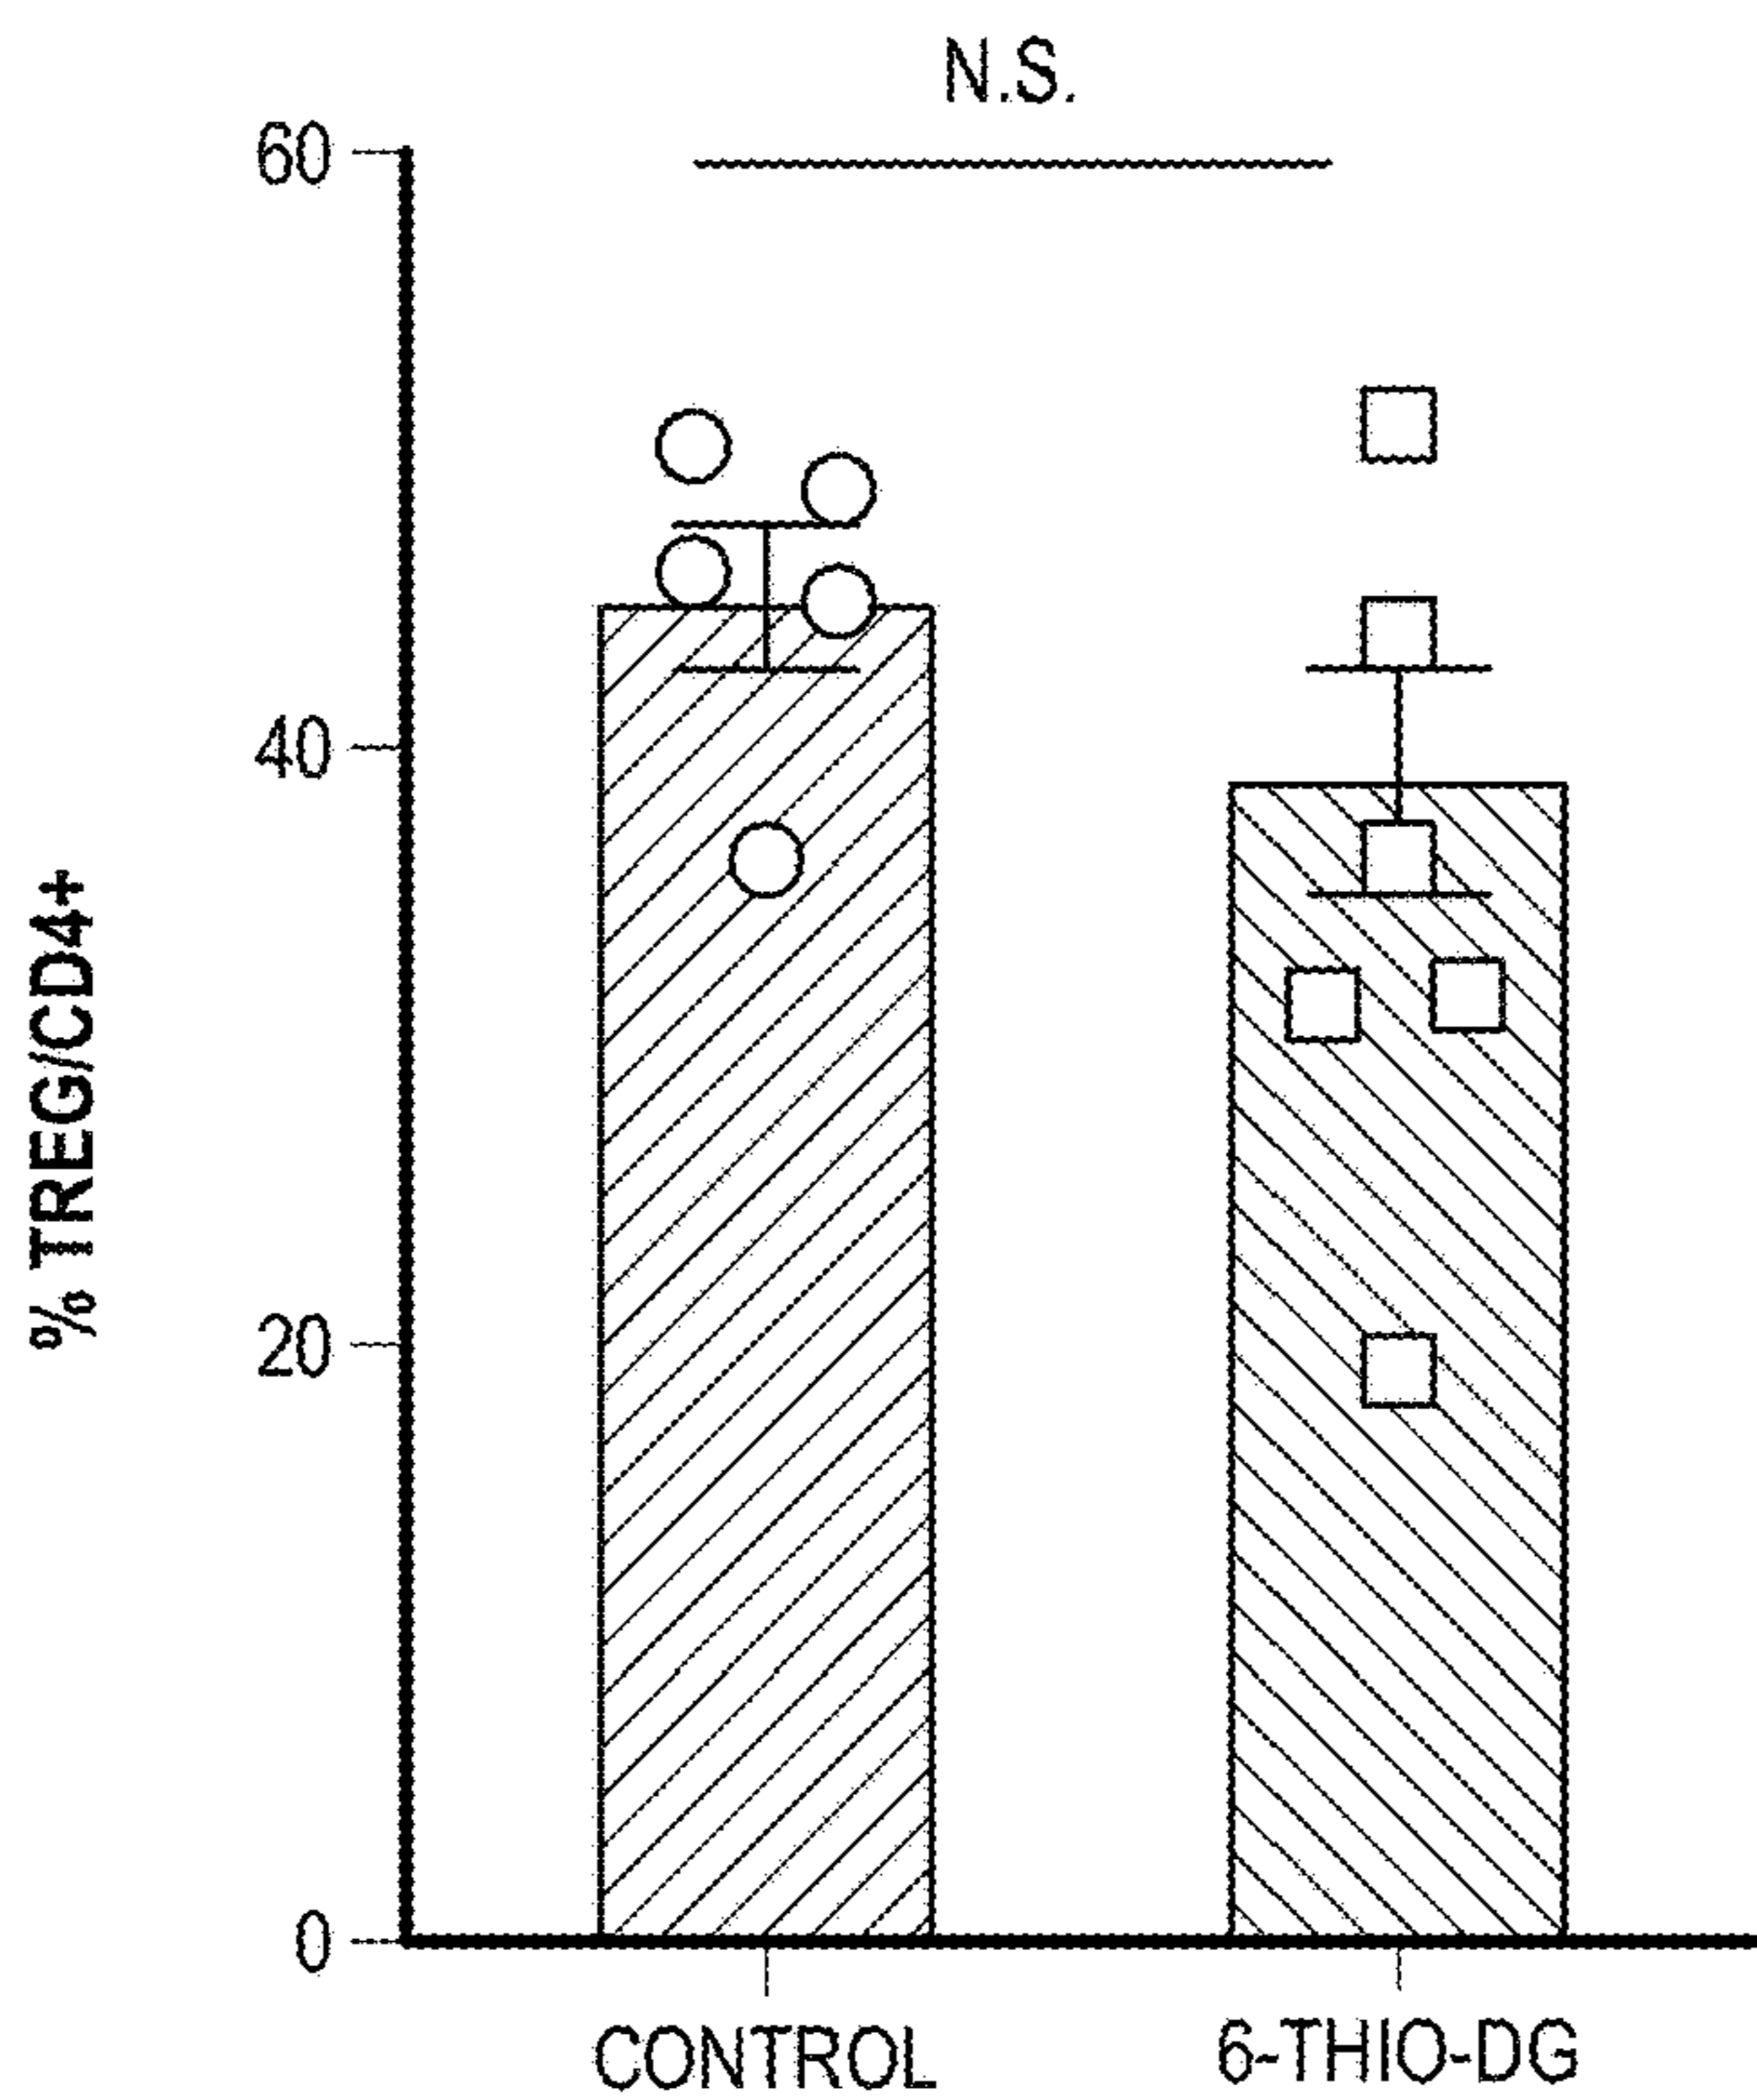 N.S.
60
40
20
0
% TREG/CD4+
CONTROL
6-THIO-DG